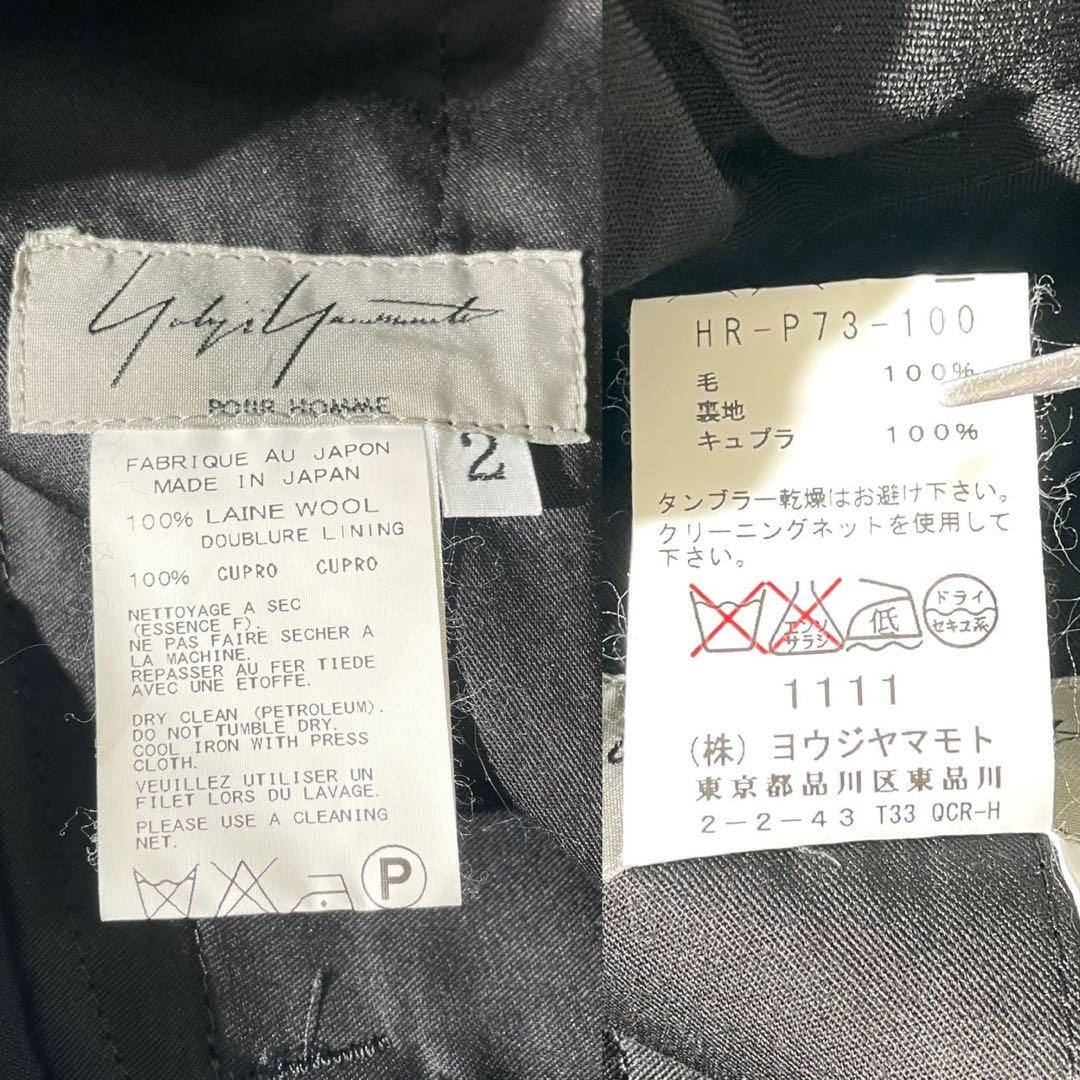 Yohji Yamamoto
POUR HOMME
2
FABRIQUE AU JAPON
MADE IN JAPAN
100% LAINE WOOL
DOUBLURE LINING
100% CUPRO CUPRO
NETTOYAGE A SEC
(ESSENCE F).
NE PAS FAIRE SECHER A
LA MACHINE.
REPASSER AU FER TIEDE
AVEC UNE ETOFFE.
DRY CLEAN (PETROLEUM).
DO NOT TUMBLE DRY.
COOL IRON WITH PRESS
CLOTH.
VEUILLEZ UTILISER UN
FILET LORS DU LAVAGE.
PLEASE USE A CLEANING
NET.
P
HR-P73-100
毛 100%
裏地
キュプラ 100%
タンブラー乾燥はお避け下さい。
クリーニングネットを使用して
下さい。
エンソ
サラシ
低
ドライ
セキユ系
1111
(株) ヨウジヤマモト
東京都品川区東品川
2-2-43 T33 QCR-H